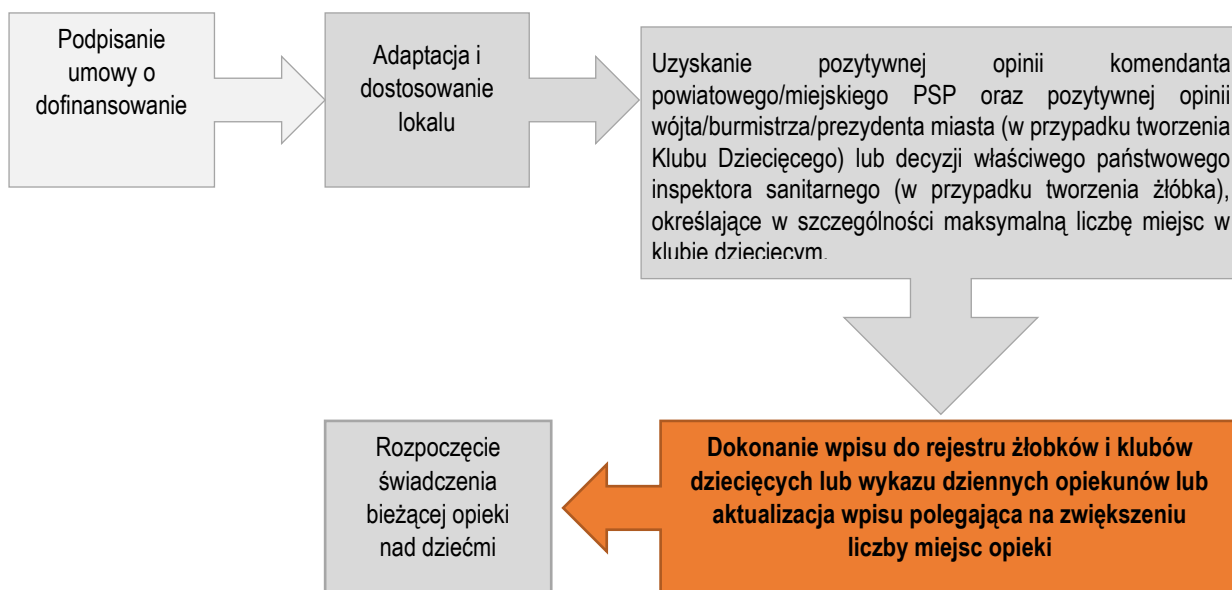 Podpisanie
umowy o
dofinansowanie
Adaptacja i
dostosowanie
lokalu
Uzyskanie pozytywnej opinii komendanta
powiatowego/miejskiego PSP oraz pozytywnej opinii
wójta/burmistrza/prezydenta miasta (w przypadku tworzenia
Klubu Dziecięcego) lub decyzji właściwego państwowego
inspektora sanitarnego (w przypadku tworzenia żłóbka),
określające w szczególności maksymalną liczbę miejsc w
klubie dziecięcym.
Dokonanie wpisu do rejestru żłobków i klubów
dziecięcych lub wykazu dziennych opiekunów lub
aktualizacja wpisu polegająca na zwiększeniu
liczby miejsc opieki
Rozpoczęcie
świadczenia
bieżącej opieki
nad dziećmi